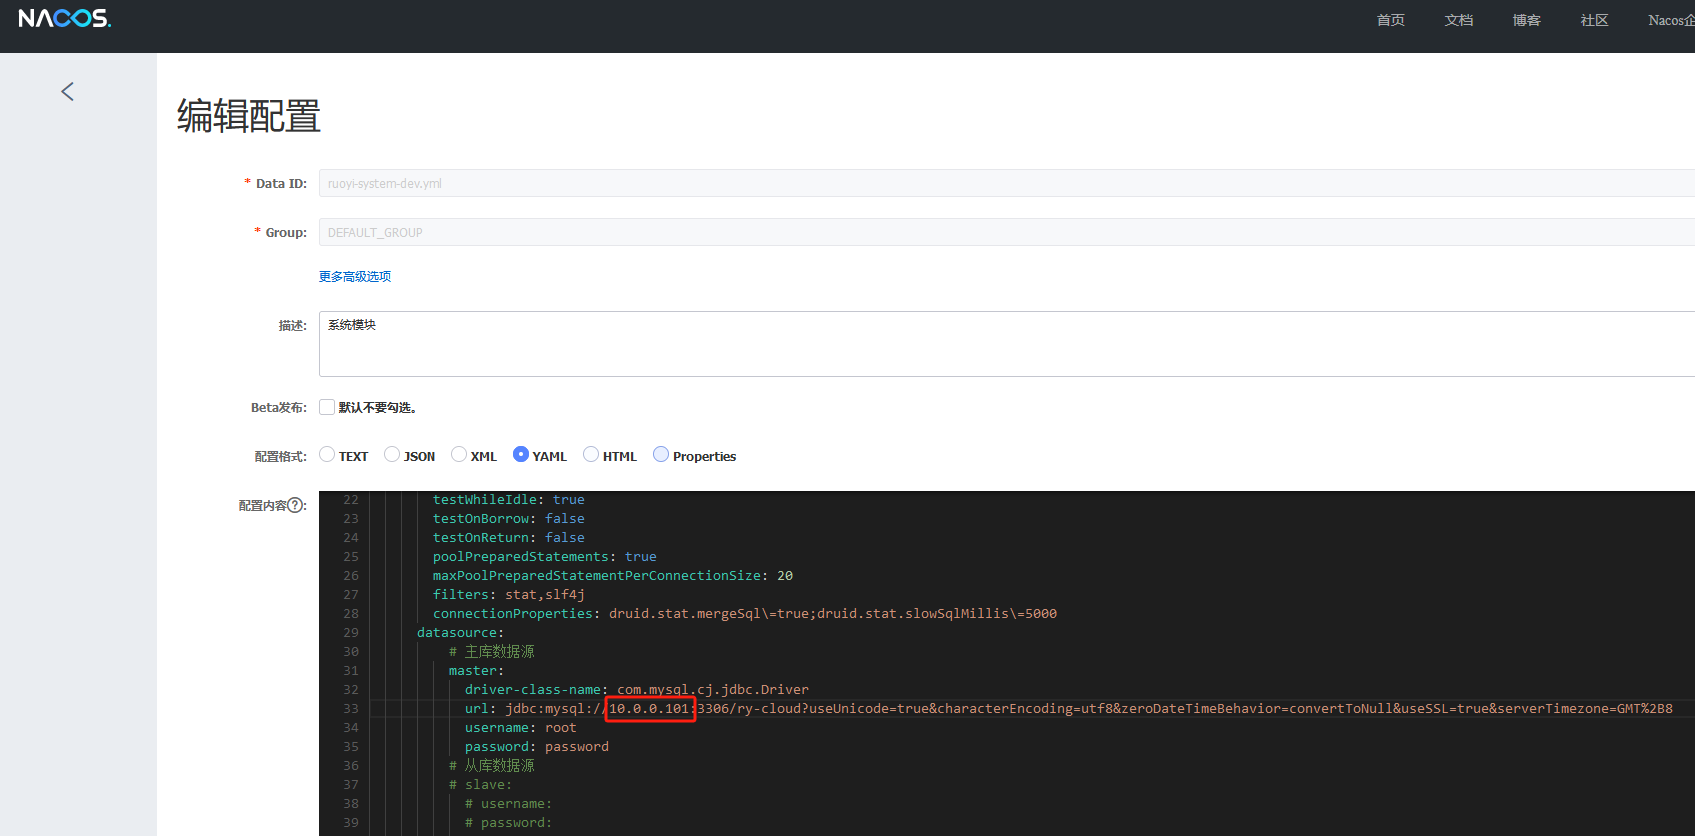 NACOS.
首页 文档 博客 社区 Nacos企
编辑配置
* Data ID: ruoyi-system-dev.yml
* Group: DEFAULT_GROUP
更多高级选项
描述: 系统模块
Beta发布: 默认不要勾选。
配置格式: TEXT JSON XML YAML HTML Properties
配置内容?:
22 testWhileIdle: true
23 testOnBorrow: false
24 testOnReturn: false
25 poolPreparedStatements: true
26 maxPoolPreparedStatementPerConnectionSize: 20
27 filters: stat,slf4j
28 connectionProperties: druid.stat.mergeSql\=true;druid.stat.slowSqlMillis\=5000
29 datasource:
30 # 主库数据源
31 master:
32 driver-class-name: com.mysql.cj.jdbc.Driver
33 url: jdbc:mysql://10.0.0.101:3306/ry-cloud?useUnicode=true&characterEncoding=utf8&zeroDateTimeBehavior=convertToNull&useSSL=true&serverTimezone=GMT%2B8
34 username: root
35 password: password
36 # 从库数据源
37 # slave:
38 # username:
39 # password: